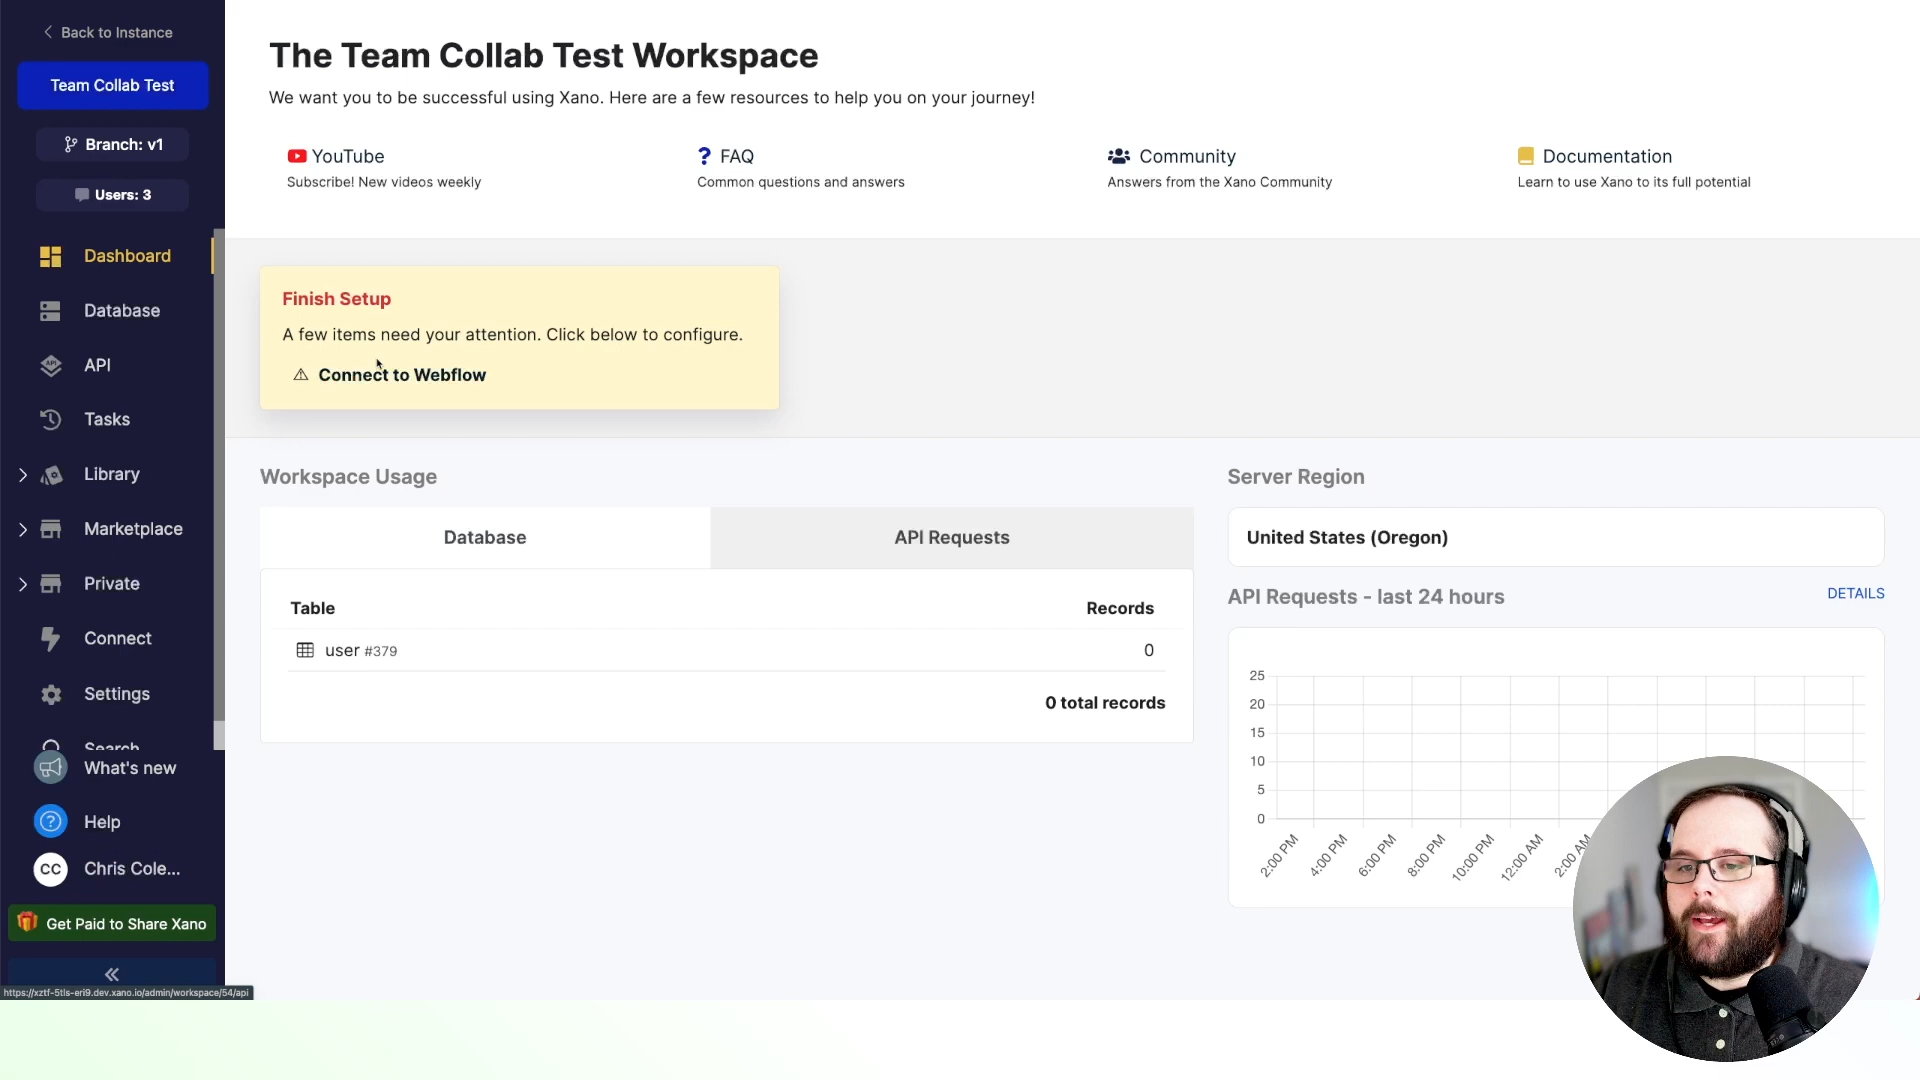 Back to Instance
Team Collab Test
Branch: v1
Users: 3
Dashboard
Database
API
Tasks
Library
Marketplace
Private
Connect
Settings
Search
What's new
Help
CC
Chris Cole...
Get Paid to Share Xano
https://xztf-5tls-eri9.dev.xano.io/admin/workspace/54/api
The Team Collab Test Workspace
We want you to be successful using Xano. Here are a few resources to help you on your journey!
YouTube
Subscribe! New videos weekly
? FAQ
Common questions and answers
Community
Answers from the Xano Community
Documentation
Learn to use Xano to its full potential
Finish Setup
A few items need your attention. Click below to configure.
Connect to Webflow
Workspace Usage
Database
API Requests
Table
Records
user #379
0
0 total records
Server Region
United States (Oregon)
API Requests - last 24 hours
DETAILS
25
20
15
10
5
0
2:00 PM
4:00 PM
6:00 PM
8:00 PM
10:00 PM
12:00 AM
2:00 AM